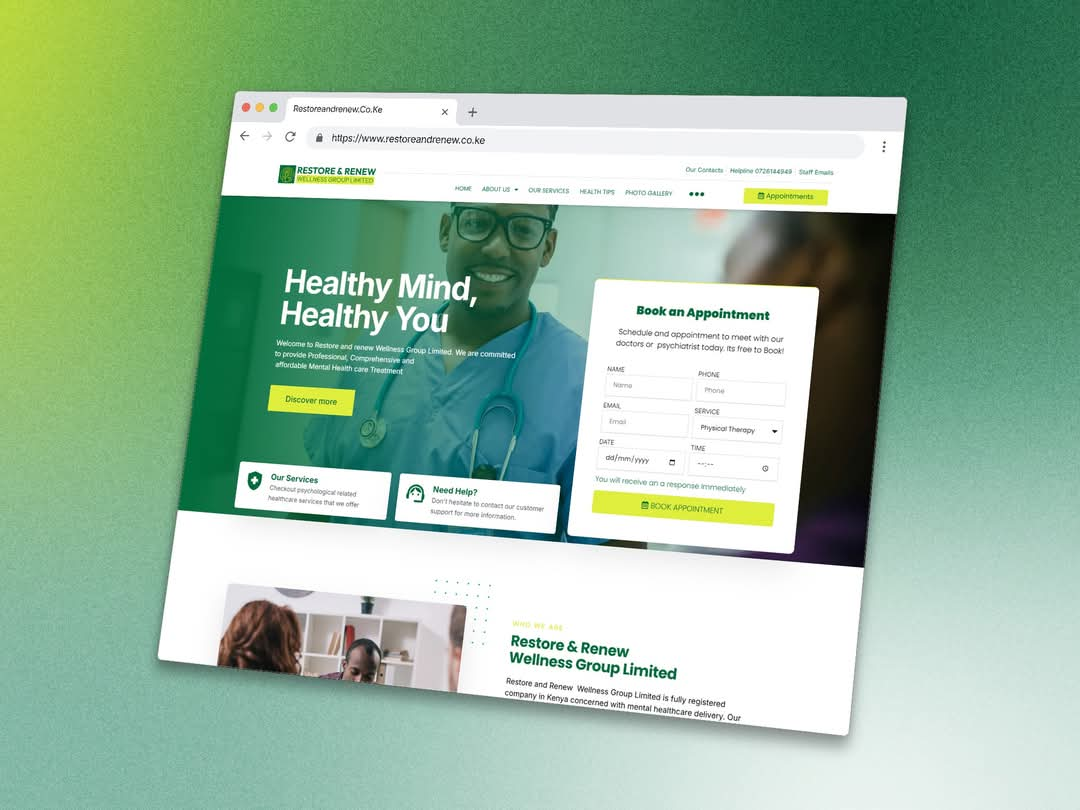 Restoreandrenew.Co.Ke
https://www.restoreandrenew.co.ke
RESTORE & RENEW
WELLNESS GROUP LIMITED
Our Contacts Helpline 0726144949 Staff Emails
HOME ABOUT US OUR SERVICES HEALTH TIPS PHOTO GALLERY
Appointments
Healthy Mind,
Healthy You
Welcome to Restore and renew Wellness Group Limited. We are committed
to provide Professional, Comprehensive and
affordable Mental Health care Treatment
Discover more
Our Services
Checkout psychological related
healthcare services that we offer
Need Help?
Don't hesitate to contact our customer
support for more information.
Book an Appointment
Schedule and appointment to meet with our
doctors or psychiatrist today. Its free to Book!
NAME PHONE
Name Phone
EMAIL SERVICE
Email Physical Therapy
DATE TIME
dd/mm/yyyy --:--
You will receive an a response Immediately
BOOK APPOINTMENT
WHO WE ARE
Restore & Renew
Wellness Group Limited
Restore and Renew Wellness Group Limited is fully registered
company in Kenya concerned with mental healthcare delivery. Our